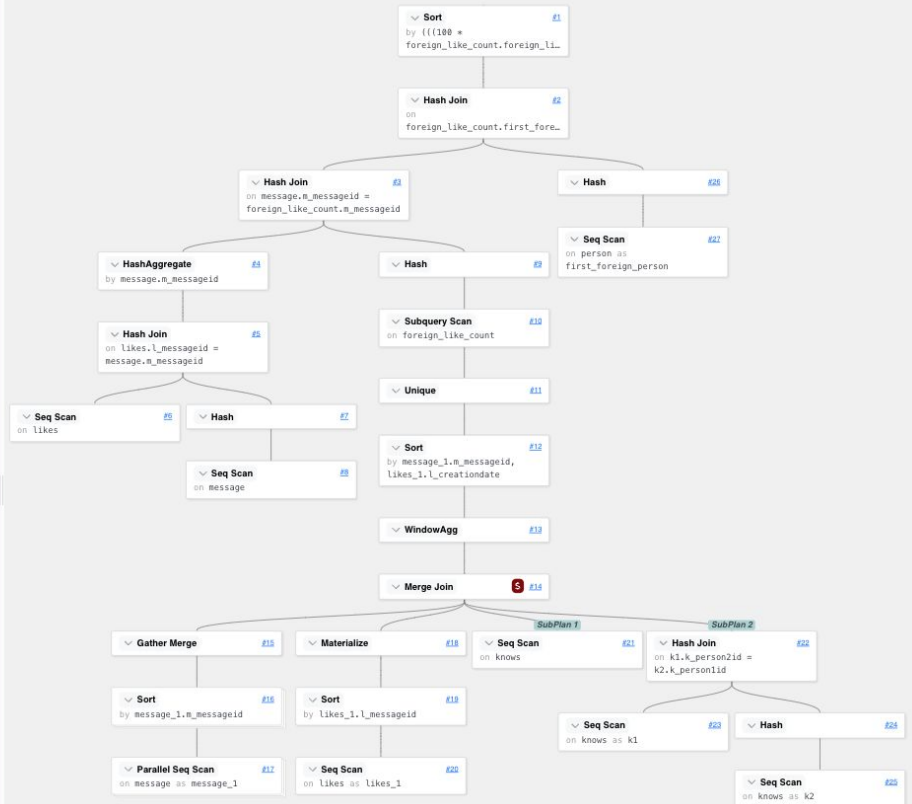 Sort #1
by (((100 *
foreign_like_count.foreign_li…
Hash Join #2
on
foreign_like_count.first_fore…
Hash Join #3
on message.m_messageid =
foreign_like_count.m_messageid
Hash #26
HashAggregate #4
by message.m_messageid
Hash #9
Seq Scan #27
on person as
first_foreign_person
Hash Join #5
on likes.l_messageid =
message.m_messageid
Subquery Scan #10
on foreign_like_count
Unique #11
Seq Scan #6
on likes
Hash #7
Sort #12
by message_1.m_messageid,
likes_1.l_creationdate
Seq Scan #8
on message
WindowAgg #13
Merge Join S #14
SubPlan 1
SubPlan 2
Gather Merge #15
Materialize #18
Seq Scan #21
on knows
Hash Join #22
on k1.k_person2id =
k2.k_person1id
Sort #16
by message_1.m_messageid
Sort #19
by likes_1.l_messageid
Seq Scan #23
on knows as k1
Hash #24
Parallel Seq Scan #17
on message as message_1
Seq Scan #20
on likes as likes_1
Seq Scan #25
on knows as k2